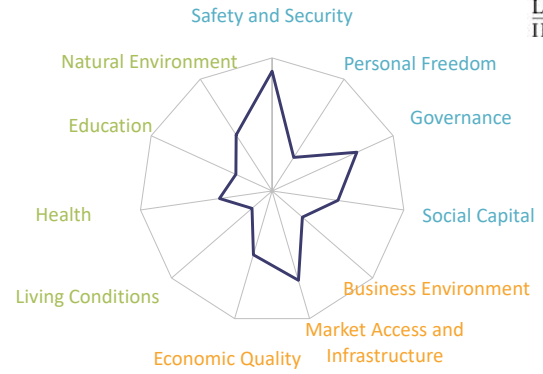 Safety and Security
Natural Environment
Personal Freedom
Education
Governance
Health
Social Capital
Living Conditions
Business Environment
Market Access and
Infrastructure
Economic Quality